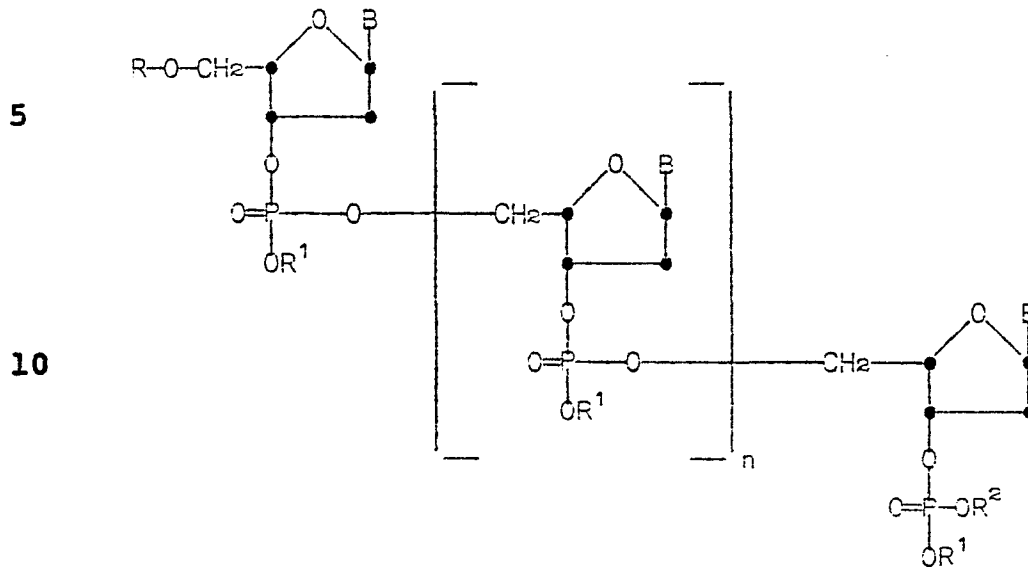 O B
R-O-CH2
5
O
O B
O=P O CH2
OR1
O
O B
10
O=P O CH2
OR1
n
O
O=P-OR2
OR1